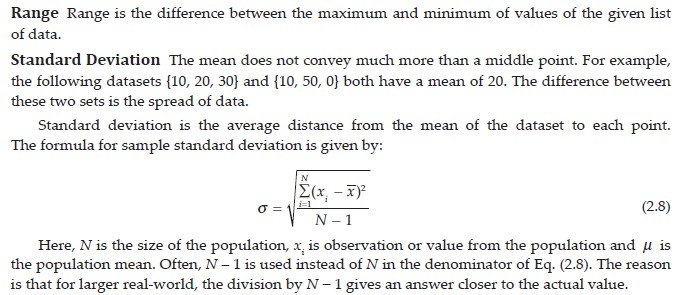 Range Range is the difference between the maximum and minimum of values of the given list
of data.
Standard Deviation The mean does not convey much more than a middle point. For example,
the following datasets {10, 20, 30} and {10, 50, 0} both have a mean of 20. The difference between
these two sets is the spread of data.
Standard deviation is the average distance from the mean of the dataset to each point.
The formula for sample standard deviation is given by:
σ = √(∑_{i=1}^{N} (x_i − x̄)² / (N − 1)) (2.8)
Here, N is the size of the population, x_i is observation or value from the population and μ is
the population mean. Often, N – 1 is used instead of N in the denominator of Eq. (2.8). The reason
is that for larger real-world, the division by N – 1 gives an answer closer to the actual value.